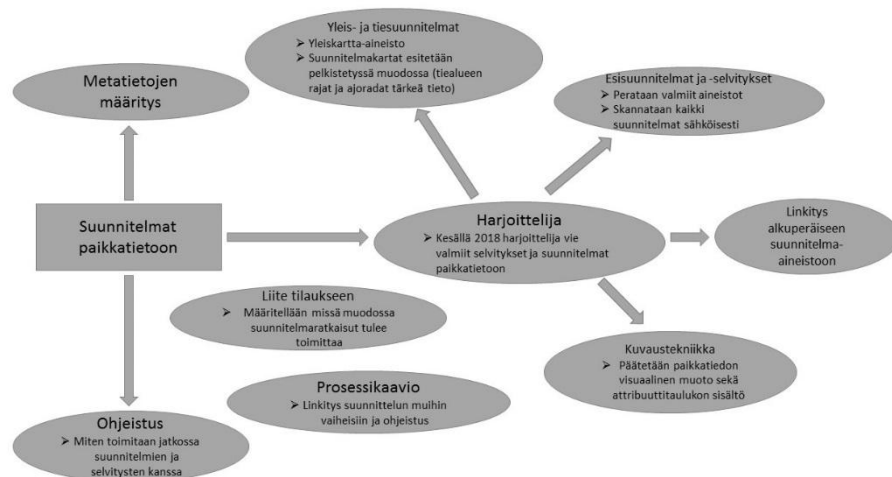 Yleis- ja tiesuunnitelmat
➢ Yleiskartta-aineisto
➢ Suunnitelmakartat esitetään
pelkistetyssä muodossa (tiealueen
rajat ja ajoradat tärkeä tieto)
Metatietojen
määritys
Esisuunnitelmat ja -selvitykset
➢ Perataan valmiit aineistot
➢ Skannataan kaikki
suunnitelmat sähköisesti
Suunnitelmat
paikkatietoon
Harjoittelija
➢ Kesällä 2018 harjoittelija vie
valmiit selvitykset ja suunnitelmat
paikkatietoon
Linkitys
alkuperäiseen
suunnitelma-
aineistoon
Liite tilaukseen
➢ Määritellään missä muodossa
suunnitelmaratkaisut tulee
toimittaa
Kuvaustekniikka
➢ Päätetään paikkatiedon
visuaalinen muoto sekä
attribuuttitaulukon sisältö
Prosessikaavio
➢ Linkitys suunnittelun muihin
vaiheisiin ja ohjeistus
Ohjeistus
➢ Miten toimitaan jatkossa
suunnitelmien ja
selvitysten kanssa